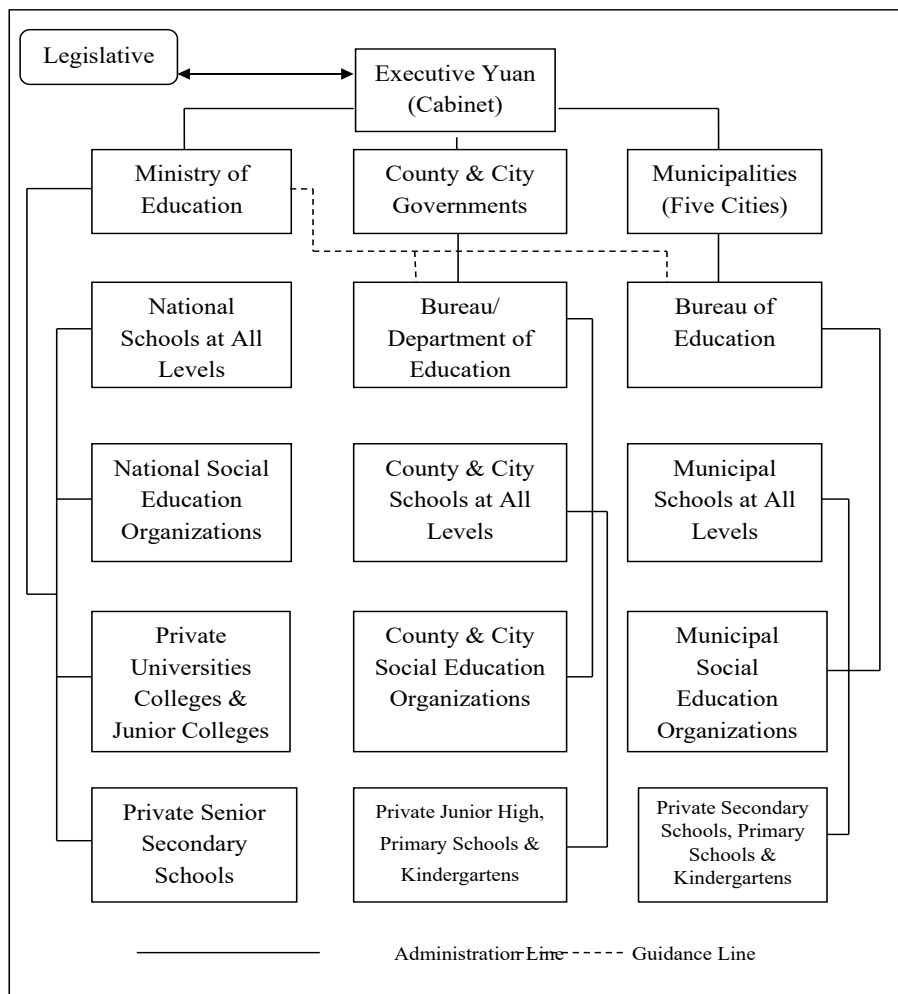 Legislative
Executive Yuan
(Cabinet)
Ministry of
Education
County & City
Governments
Municipalities
(Five Cities)
National
Schools at All
Levels
Bureau/
Department of
Education
Bureau of
Education
National Social
Education
Organizations
County & City
Schools at All
Levels
Municipal
Schools at All
Levels
Private
Universities
Colleges &
Junior Colleges
County & City
Social Education
Organizations
Municipal
Social
Education
Organizations
Private Senior
Secondary
Schools
Private Junior High,
Primary Schools &
Kindergartens
Private Secondary
Schools, Primary
Schools &
Kindergartens
Administration Line
Guidance Line